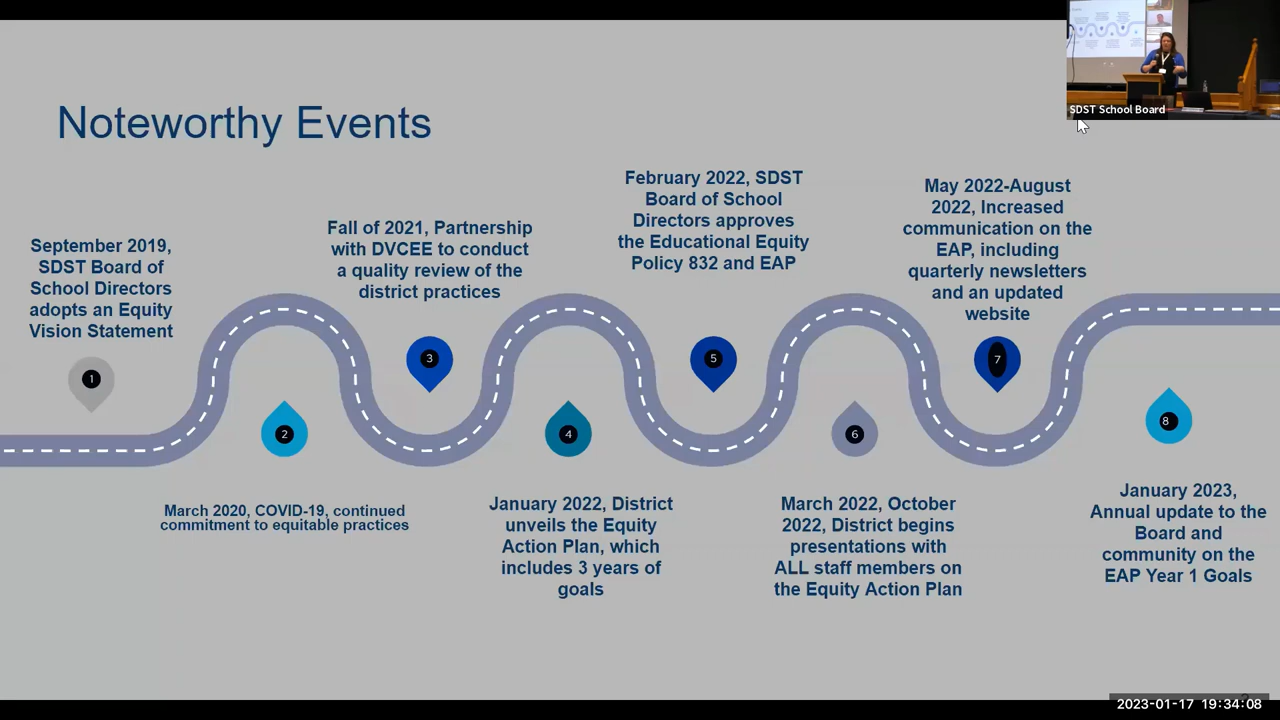 SDST School Board
Noteworthy Events
September 2019,
SDST Board of
School Directors
adopts an Equity
Vision Statement
1
March 2020, COVID-19, continued
commitment to equitable practices
2
Fall of 2021, Partnership
with DVCEE to conduct
a quality review of the
district practices
3
January 2022, District
unveils the Equity
Action Plan, which
includes 3 years of
goals
4
February 2022, SDST
Board of School
Directors approves
the Educational Equity
Policy 832 and EAP
5
March 2022, October
2022, District begins
presentations with
ALL staff members on
the Equity Action Plan
6
May 2022-August
2022, Increased
communication on the
EAP, including
quarterly newsletters
and an updated
website
7
January 2023,
Annual update to the
Board and
community on the
EAP Year 1 Goals
8
2023-01-17 19:34:08